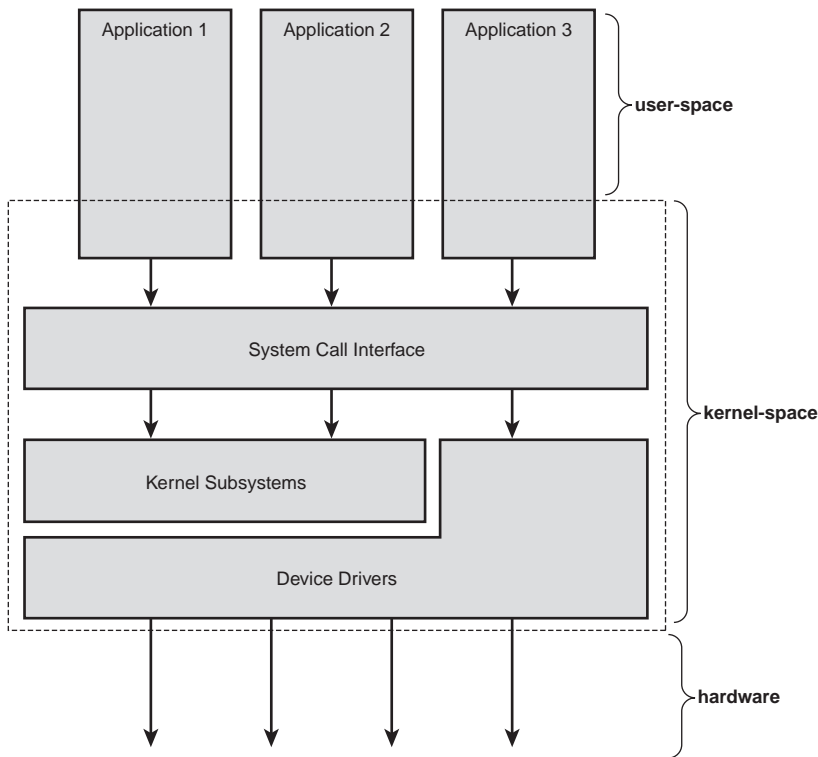 Application 1
Application 2
Application 3
user-space
System Call Interface
kernel-space
Kernel Subsystems
Device Drivers
hardware